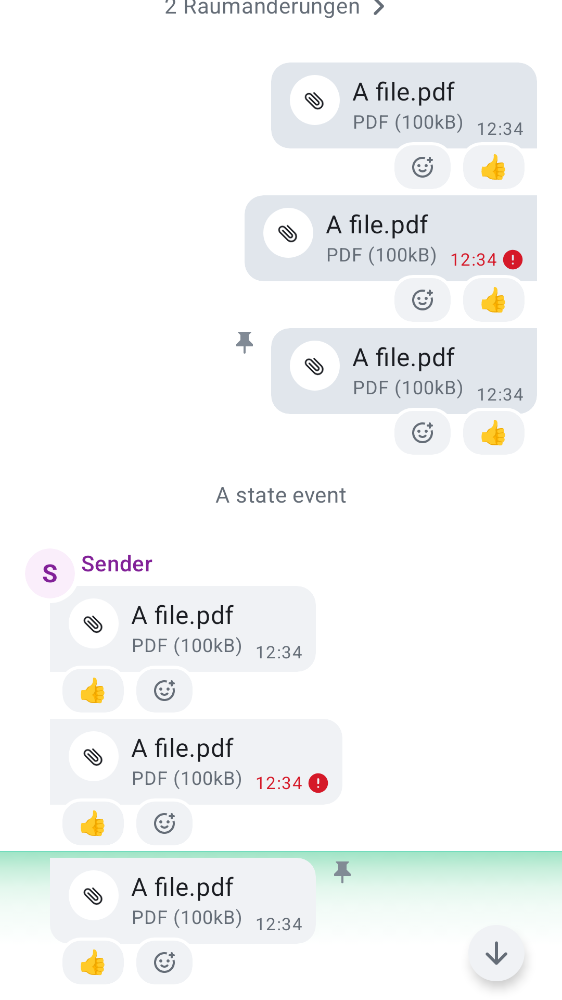 2 Raumänderungen
A file.pdf
PDF (100kB) 12:34
A file.pdf
PDF (100kB) 12:34
A file.pdf
PDF (100kB) 12:34
A state event
S Sender
A file.pdf
PDF (100kB) 12:34
A file.pdf
PDF (100kB) 12:34
A file.pdf
PDF (100kB) 12:34